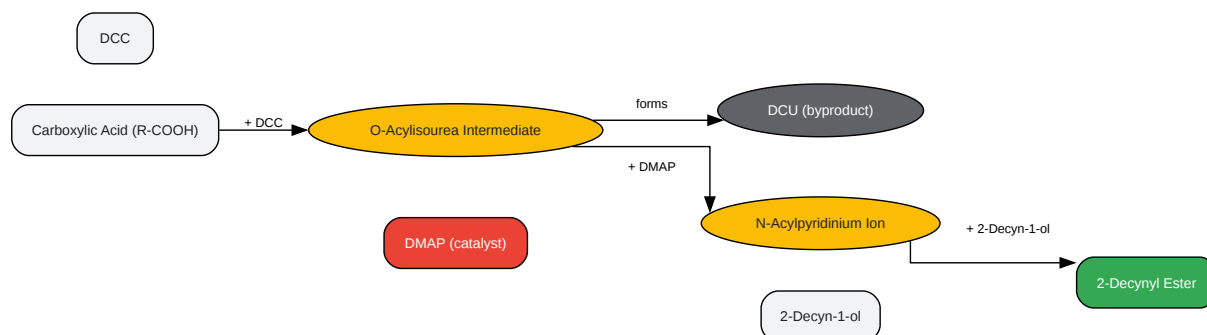 DCC
Carboxylic Acid (R-COOH)
+ DCC
O-Acylisourea Intermediate
forms
DCU (byproduct)
+ DMAP
DMAP (catalyst)
N-Acylpyridinium Ion
+ 2-Decyn-1-ol
2-Decynyl Ester
2-Decyn-1-ol